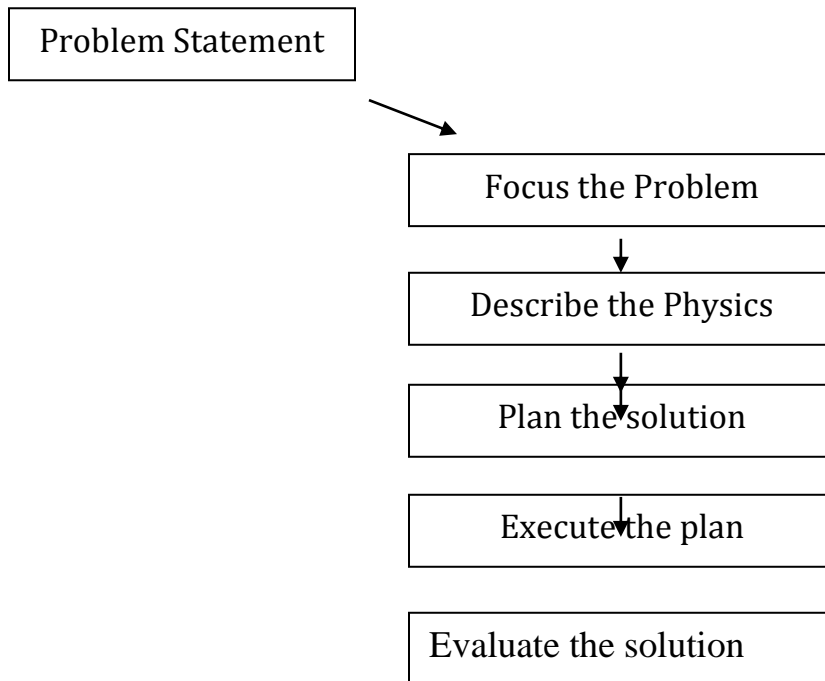 Problem Statement
Focus the Problem
Describe the Physics
Plan the solution
Execute the plan
Evaluate the solution